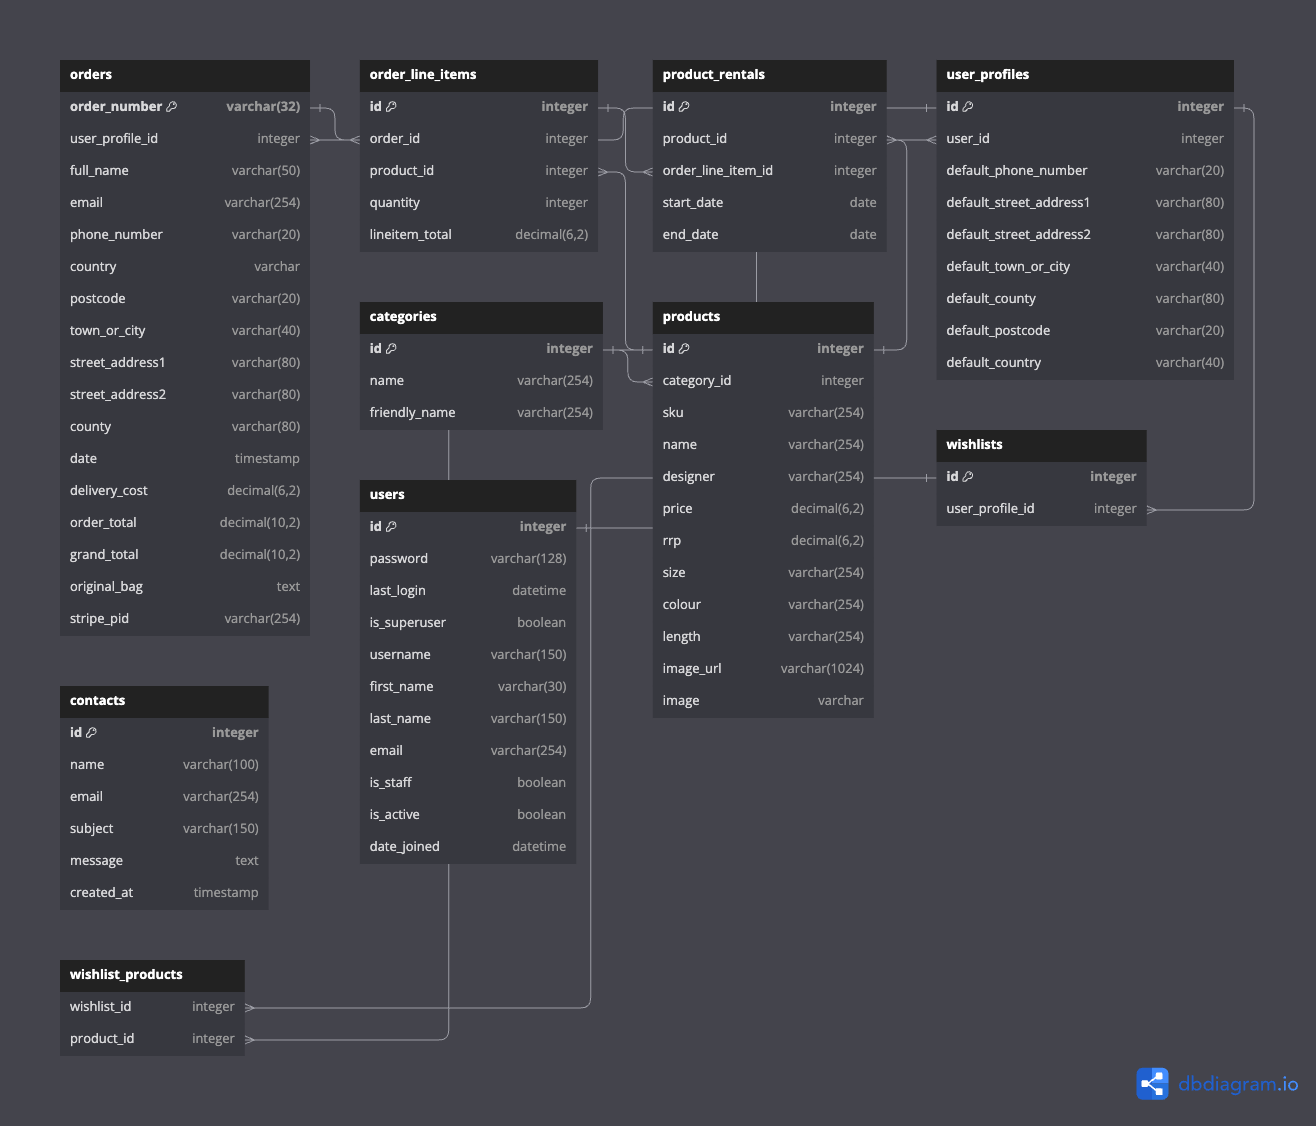 orders
order_number varchar(32)
user_profile_id integer
full_name varchar(50)
email varchar(254)
phone_number varchar(20)
country varchar
postcode varchar(20)
town_or_city varchar(40)
street_address1 varchar(80)
street_address2 varchar(80)
county varchar(80)
date timestamp
delivery_cost decimal(6,2)
order_total decimal(10,2)
grand_total decimal(10,2)
original_bag text
stripe_pid varchar(254)
order_line_items
id integer
order_id integer
product_id integer
quantity integer
lineitem_total decimal(6,2)
product_rentals
id integer
product_id integer
order_line_item_id integer
start_date date
end_date date
user_profiles
id integer
user_id integer
default_phone_number varchar(20)
default_street_address1 varchar(80)
default_street_address2 varchar(80)
default_town_or_city varchar(40)
default_county varchar(80)
default_postcode varchar(20)
default_country varchar(40)
categories
id integer
name varchar(254)
friendly_name varchar(254)
products
id integer
category_id integer
sku varchar(254)
name varchar(254)
designer varchar(254)
price decimal(6,2)
rrp decimal(6,2)
size varchar(254)
colour varchar(254)
length varchar(254)
image_url varchar(1024)
image varchar
wishlists
id integer
user_profile_id integer
users
id integer
password varchar(128)
last_login datetime
is_superuser boolean
username varchar(150)
first_name varchar(30)
last_name varchar(150)
email varchar(254)
is_staff boolean
is_active boolean
date_joined datetime
contacts
id integer
name varchar(100)
email varchar(254)
subject varchar(150)
message text
created_at timestamp
wishlist_products
wishlist_id integer
product_id integer
dbdiagram.io